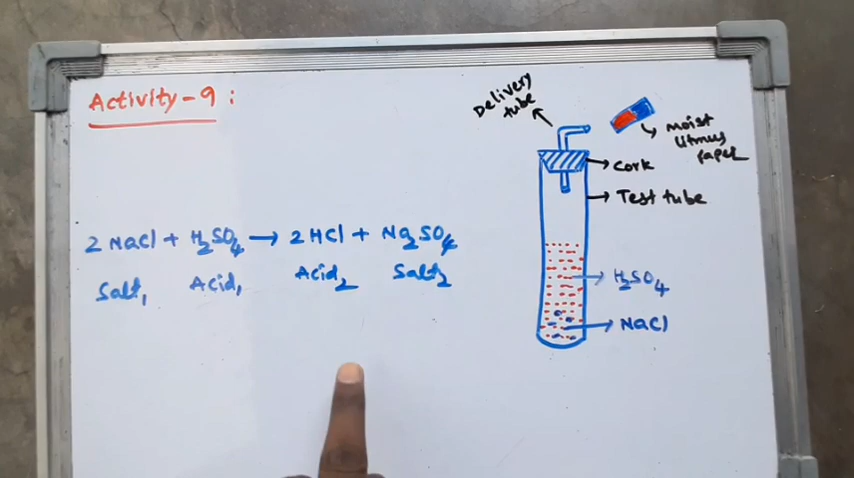 Activity-9:
2 NaCl + H₂SO₄ → 2 HCl + Na₂SO₄
Salt₁ Acid₁ Acid₂ Salt₂
Delivery
tube
moist
litmus
paper
Cork
Test tube
H₂SO₄
NaCl